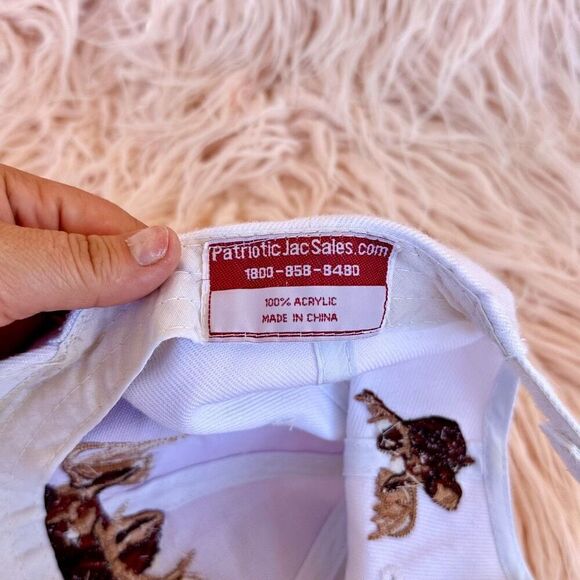 PatrioticJacSales.com
1800-858-8480
100% ACRYLIC
MADE IN CHINA